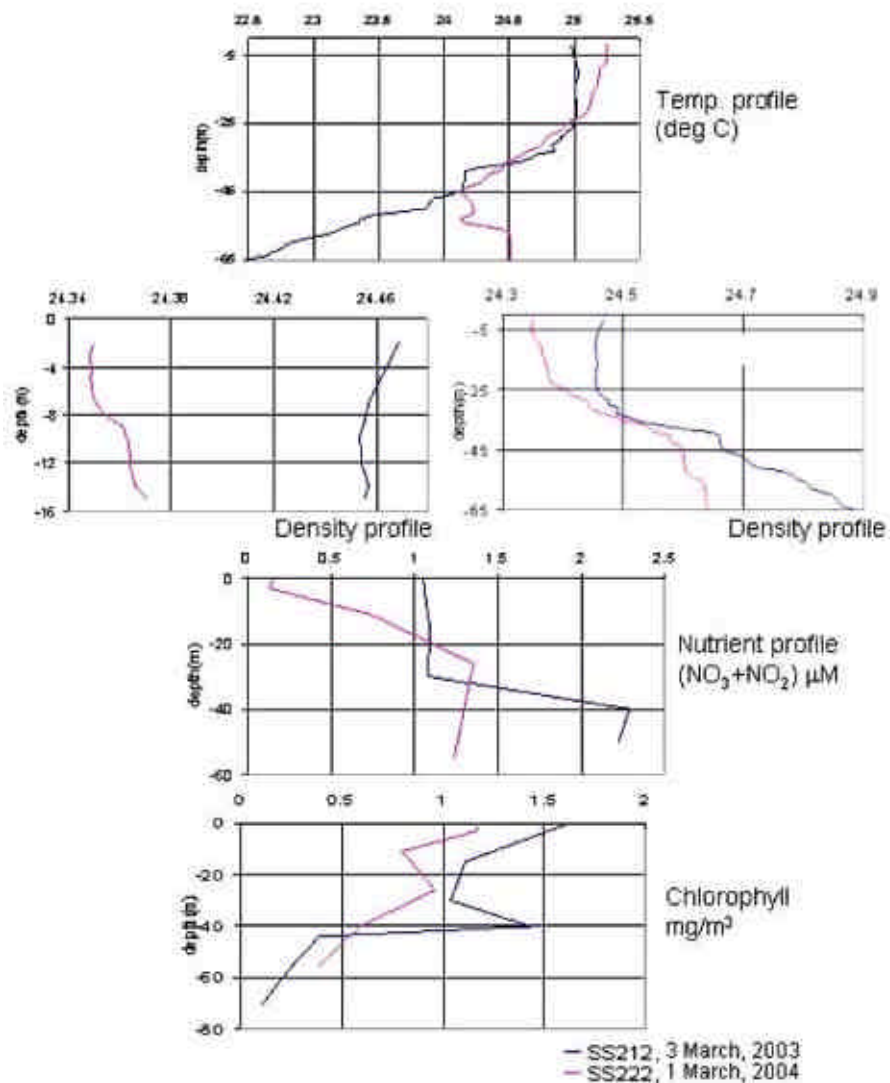 22.5 23 23.5 24 24.5 25 25.5
-5
-25
-45
-65
depth(m)
Temp. profile
(deg C)
24.34 24.38 24.42 24.46
0
-4
-8
-12
-16
depth(m)
Density profile
24.3 24.5 24.7 24.9
-5
-25
-45
-65
depth(m)
Density profile
0 0.5 1 1.5 2 2.5
0
-20
-40
-60
depth(m)
Nutrient profile
(NO₃+NO₂) µM
0 0.5 1 1.5 2
0
-20
-40
-60
-80
depth(m)
Chlorophyll
mg/m³
SS212, 3 March, 2003
SS222, 1 March, 2004